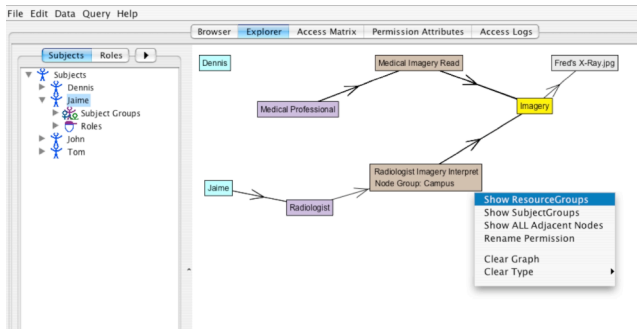 File Edit Data Query Help
Browser Explorer Access Matrix Permission Attributes Access Logs
Subjects Roles
Subjects
Dennis
Jaime
Subject Groups
Roles
John
Tom
Dennis
Medical Imagery Read
Fred's X-Ray.jpg
Medical Professional
Imagery
Radiologist Imagery Interpret
Node Group: Campus
Jaime
Radiologist
Show ResourceGroups
Show SubjectGroups
Show ALL Adjacent Nodes
Rename Permission
Clear Graph
Clear Type